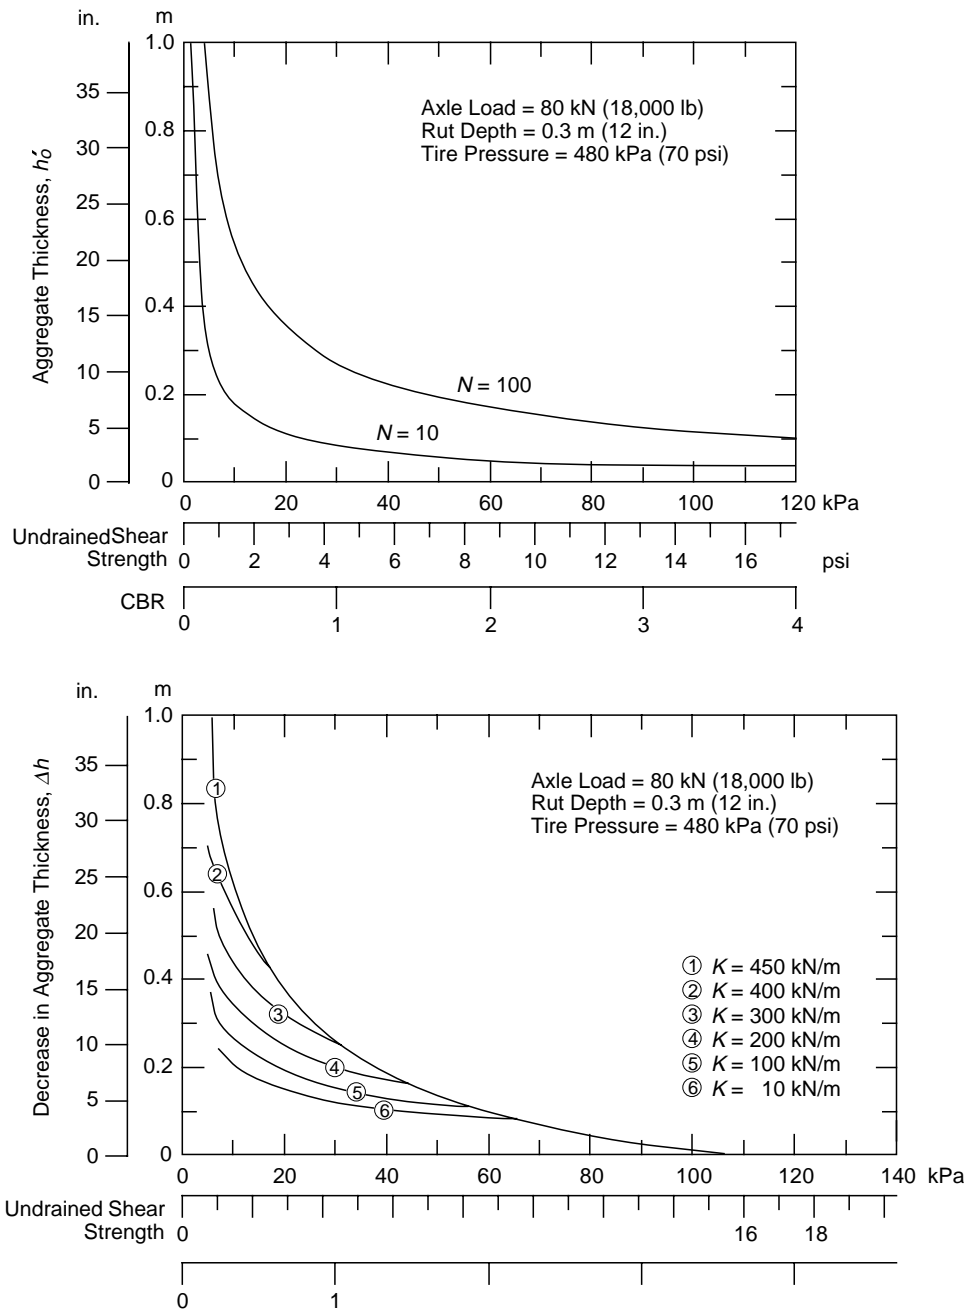 in.
m
1.0
35
0.8
30
25
0.6
20
0.4
15
10
0.2
5
0
0
Aggregate Thickness, h′o
Axle Load = 80 kN (18,000 lb)
Rut Depth = 0.3 m (12 in.)
Tire Pressure = 480 kPa (70 psi)
N = 100
N = 10
0 20 40 60 80 100 120 kPa
UndrainedShear
Strength 0 2 4 6 8 10 12 14 16 psi
CBR
0 1 2 3 4
in.
m
1.0
35
0.8
30
25
0.6
20
0.4
15
10
0.2
5
0
0
Decrease in Aggregate Thickness, Δh
Axle Load = 80 kN (18,000 lb)
Rut Depth = 0.3 m (12 in.)
Tire Pressure = 480 kPa (70 psi)
1
2
3
4
5
6
1 K = 450 kN/m
2 K = 400 kN/m
3 K = 300 kN/m
4 K = 200 kN/m
5 K = 100 kN/m
6 K = 10 kN/m
0 20 40 60 80 100 120 140 kPa
Undrained Shear
Strength 0 16 18
0 1